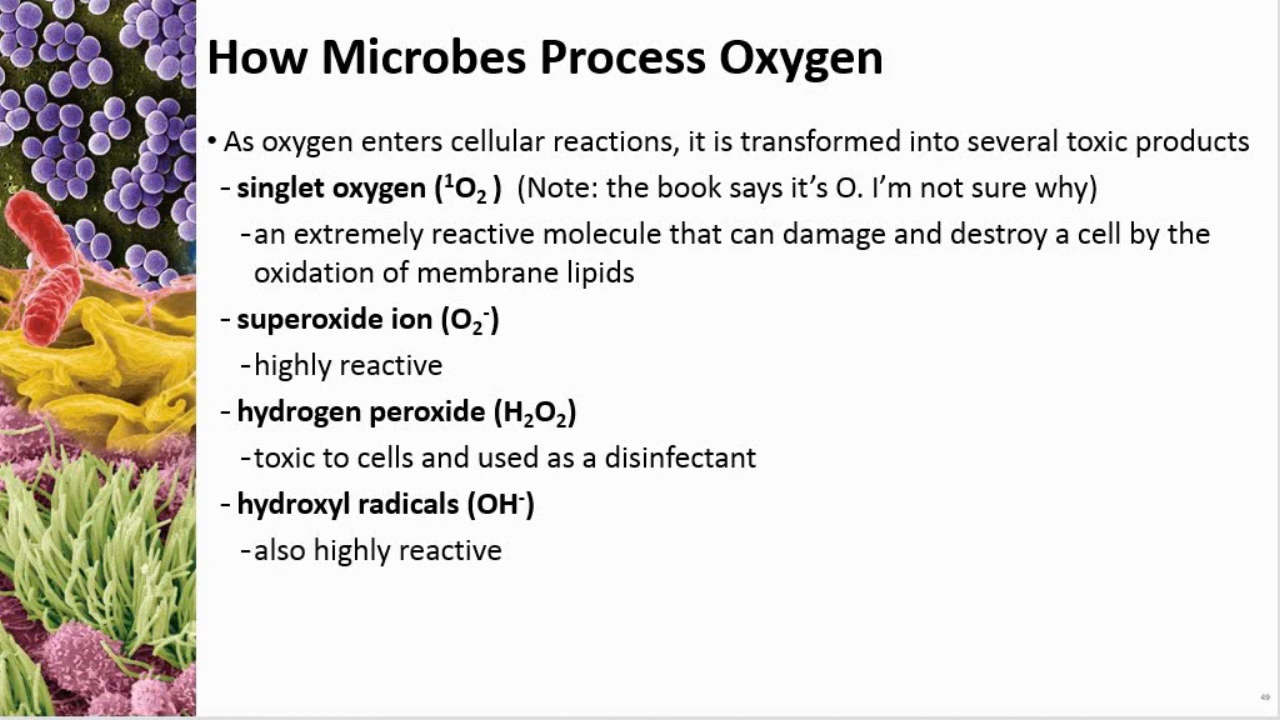 How Microbes Process Oxygen
• As oxygen enters cellular reactions, it is transformed into several toxic products
- singlet oxygen (¹O₂ ) (Note: the book says it’s O. I’m not sure why)
-an extremely reactive molecule that can damage and destroy a cell by the
oxidation of membrane lipids
- superoxide ion (O₂⁻)
-highly reactive
- hydrogen peroxide (H₂O₂)
-toxic to cells and used as a disinfectant
- hydroxyl radicals (OH⁻)
-also highly reactive
49